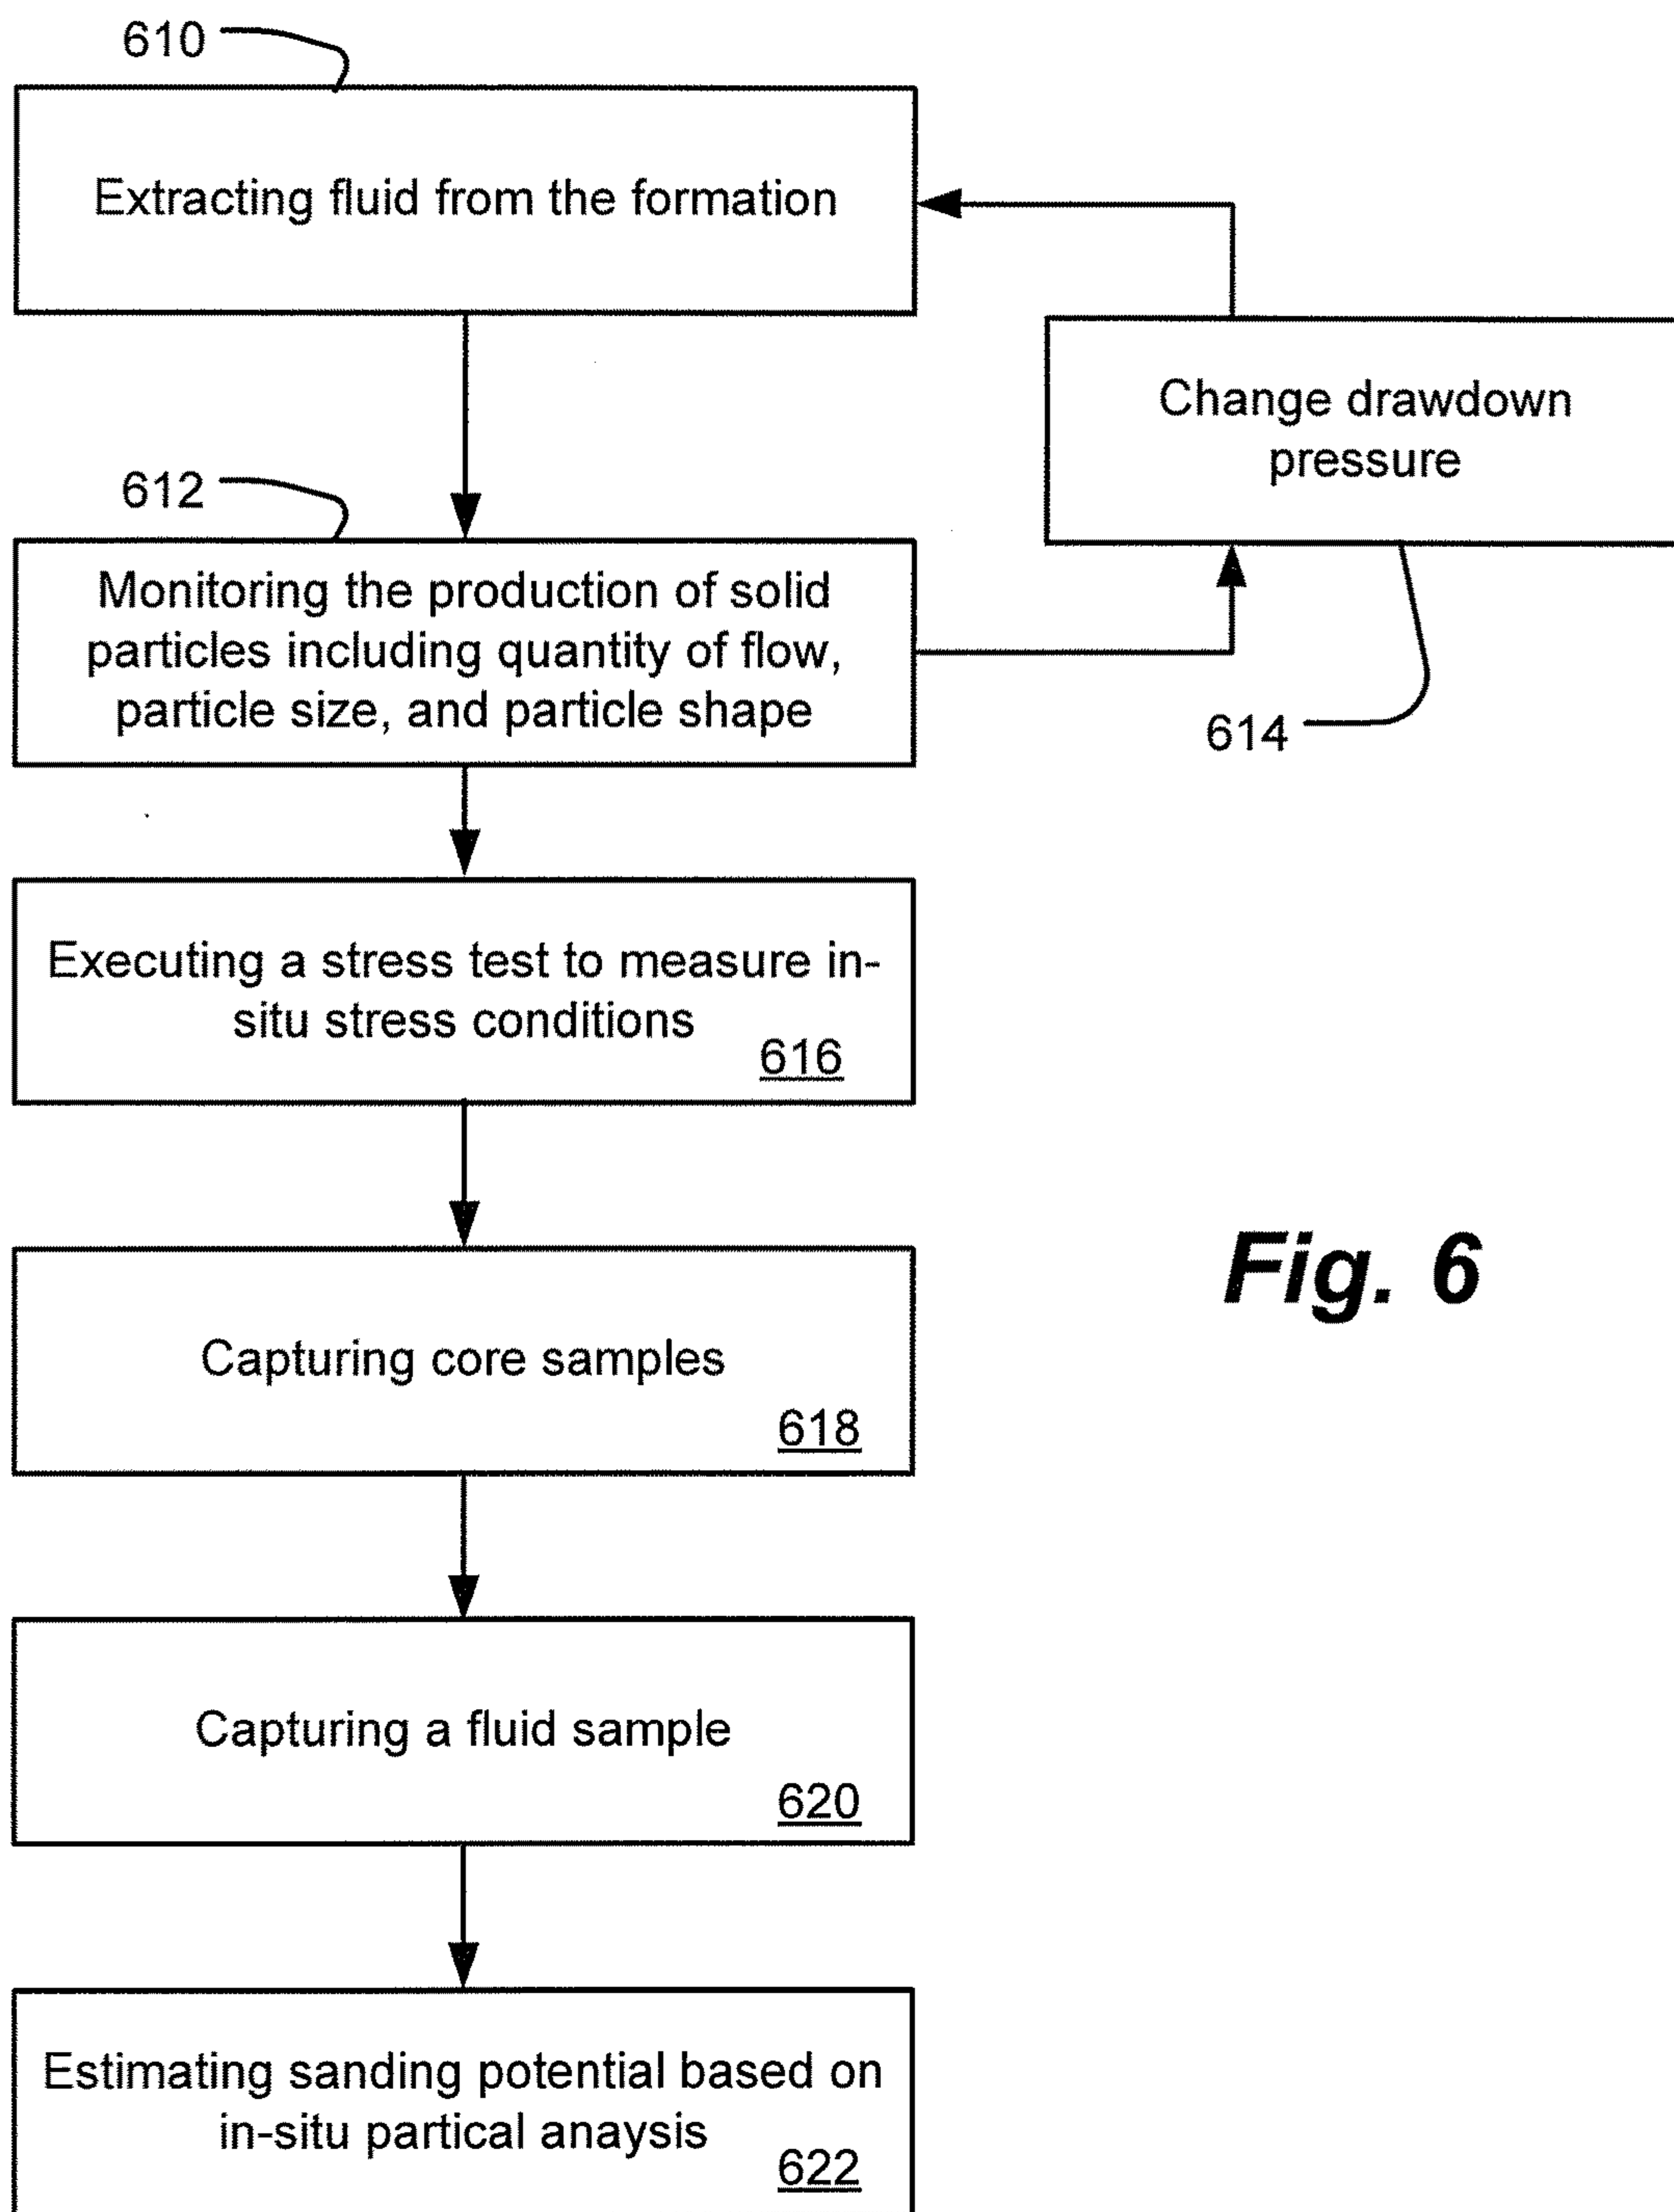 610
Extracting fluid from the formation
Change drawdown
pressure
612
Monitoring the production of solid
particles including quantity of flow,
particle size, and particle shape
614
Executing a stress test to measure in-
situ stress conditions
616
Fig. 6
Capturing core samples
618
Capturing a fluid sample
620
Estimating sanding potential based on
in-situ partical anaysis
622